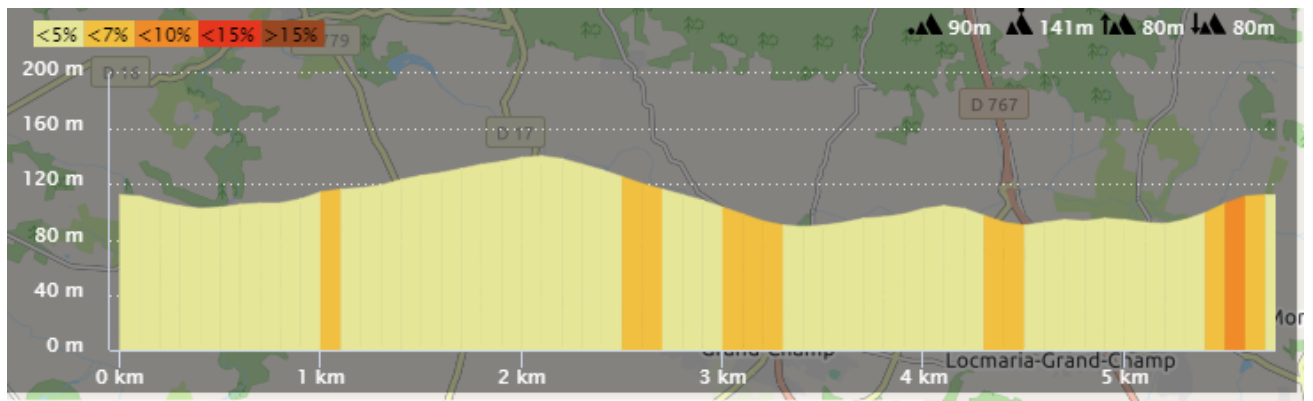 <5% <7% <10% <15% >15% 779 90m 141m 80m 80m
200 m D 16
D 767
160 m D 17
120 m
80 m
40 m
Mor
0 m Grand-Champ Locmaria-Grand-Champ
0 km 1 km 2 km 3 km 4 km 5 km